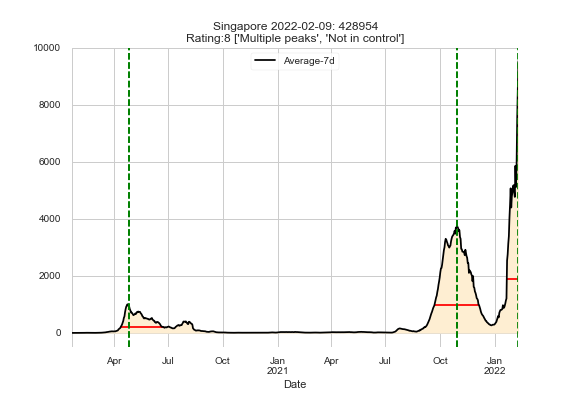 Singapore 2022-02-09: 428954
Rating:8 ['Multiple peaks', 'Not in control']
Average-7d
10000
8000
6000
4000
2000
0
Apr Jul Oct Jan Apr Jul Oct Jan
2021 2022
Date